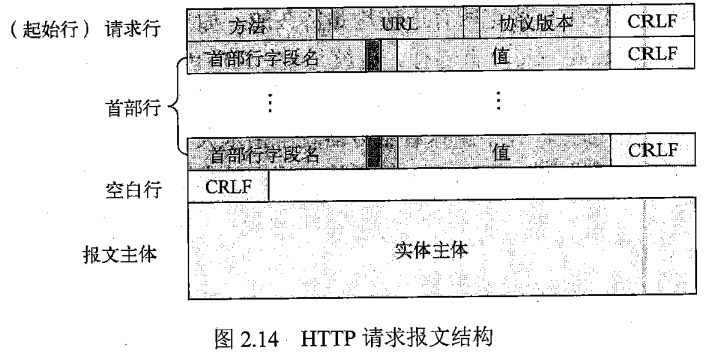 （起始行）请求行 方法 URL 协议版本 CRLF
首部行字段名 值 CRLF
首部行 ⋮ ⋮
首部行字段名 值 CRLF
空白行 CRLF
报文主体 实体主体
图 2.14 HTTP 请求报文结构